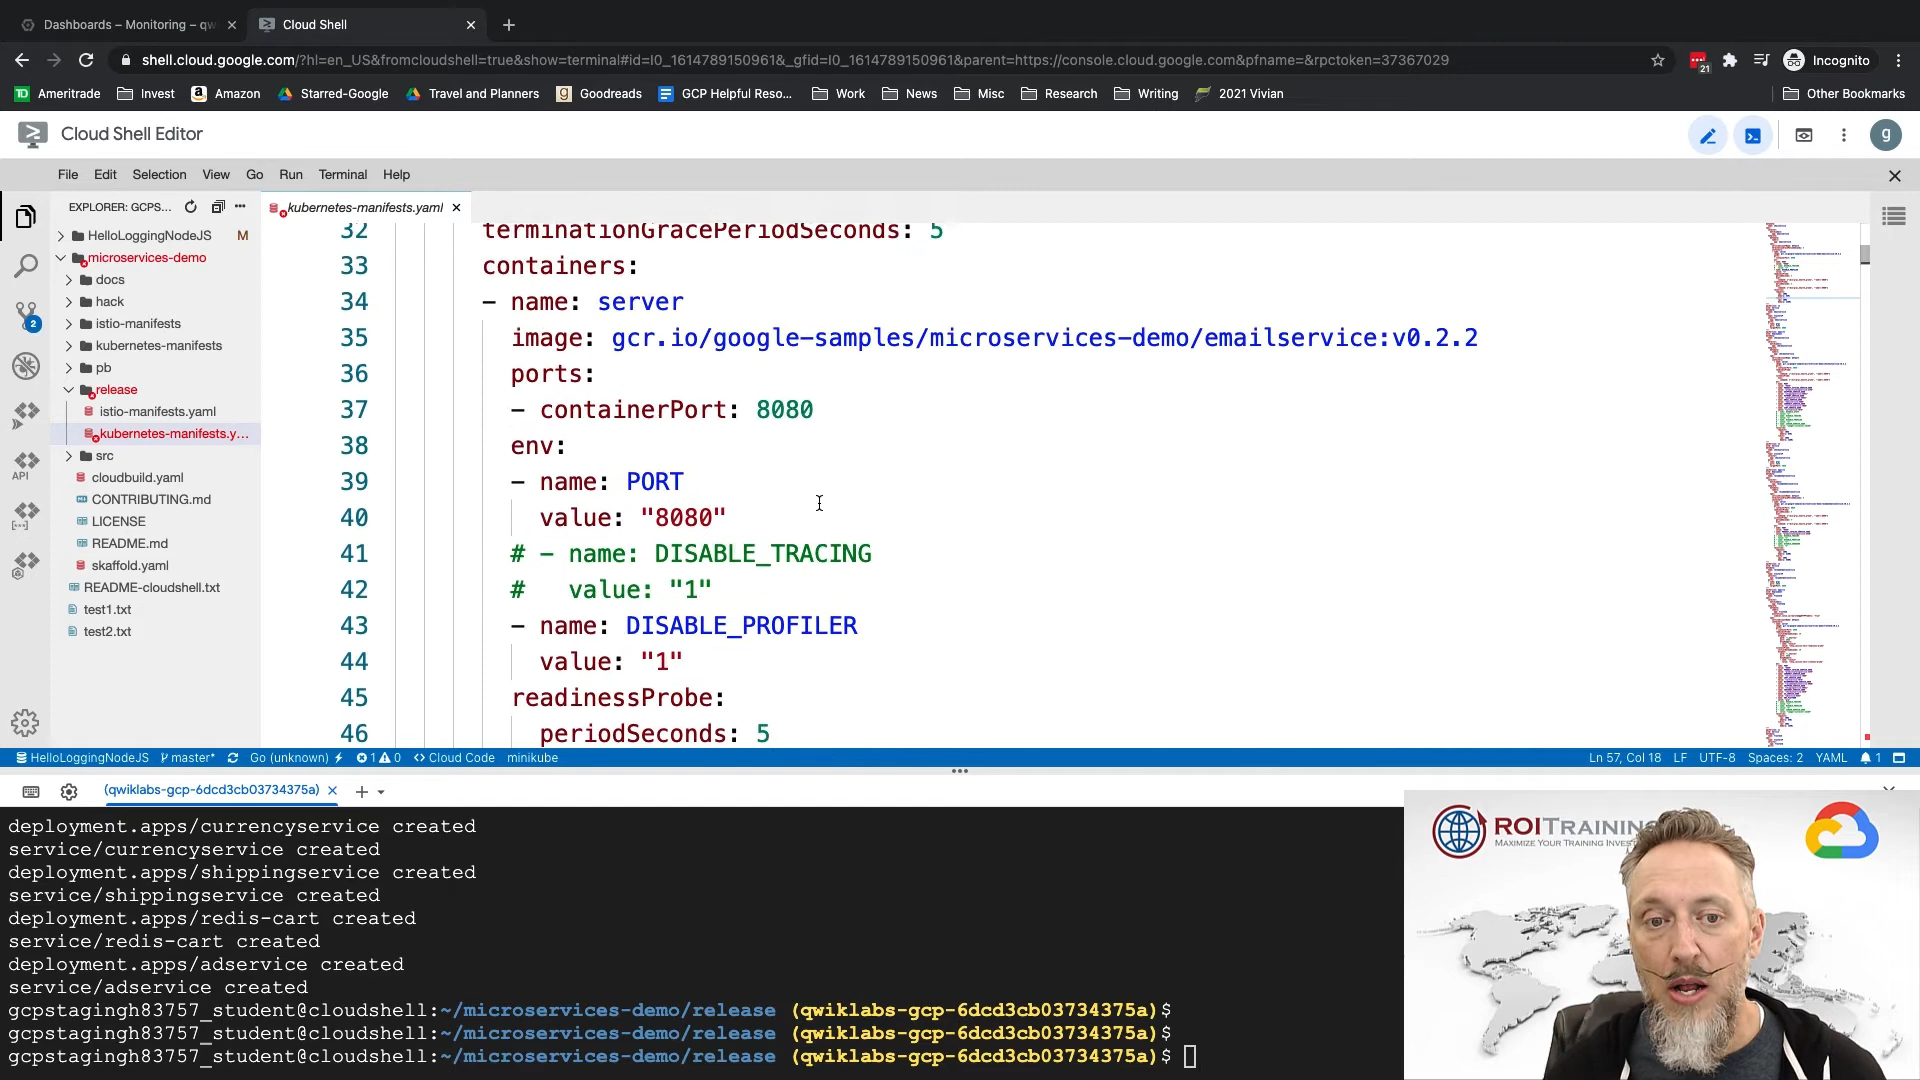 Dashboards – Monitoring – qw
Cloud Shell
shell.cloud.google.com/?hl=en_US&fromcloudshell=true&show=terminal#id=I0_1614789150961&_gfid=I0_1614789150961&parent=https://console.cloud.google.com&pfname=&rpctoken=37367029
21
Incognito
Ameritrade
Invest
Amazon
Starred-Google
Travel and Planners
Goodreads
GCP Helpful Reso...
Work
News
Misc
Research
Writing
2021 Vivian
Other Bookmarks
Cloud Shell Editor
g
File Edit Selection View Go Run Terminal Help
EXPLORER: GCPS...
kubernetes-manifests.yaml
HelloLoggingNodeJS M
microservices-demo
docs
hack
istio-manifests
kubernetes-manifests
pb
release
istio-manifests.yaml
kubernetes-manifests.y...
src
cloudbuild.yaml
CONTRIBUTING.md
LICENSE
README.md
skaffold.yaml
README-cloudshell.txt
test1.txt
test2.txt
2
API
32 terminationGracePeriodSeconds: 5
33 containers:
34 - name: server
35 image: gcr.io/google-samples/microservices-demo/emailservice:v0.2.2
36 ports:
37 - containerPort: 8080
38 env:
39 - name: PORT
40 value: "8080"
41 # - name: DISABLE_TRACING
42 # value: "1"
43 - name: DISABLE_PROFILER
44 value: "1"
45 readinessProbe:
46 periodSeconds: 5
HelloLoggingNodeJS master* Go (unknown) 1 0 <> Cloud Code minikube
Ln 57, Col 18 LF UTF-8 Spaces: 2 YAML 1
(qwiklabs-gcp-6dcd3cb03734375a)
deployment.apps/currencyservice created
service/currencyservice created
deployment.apps/shippingservice created
service/shippingservice created
deployment.apps/redis-cart created
service/redis-cart created
deployment.apps/adservice created
service/adservice created
gcpstagingh83757_student@cloudshell:~/microservices-demo/release (qwiklabs-gcp-6dcd3cb03734375a)$
gcpstagingh83757_student@cloudshell:~/microservices-demo/release (qwiklabs-gcp-6dcd3cb03734375a)$
gcpstagingh83757_student@cloudshell:~/microservices-demo/release (qwiklabs-gcp-6dcd3cb03734375a)$
ROITRAINING
MAXIMIZE YOUR TRAINING